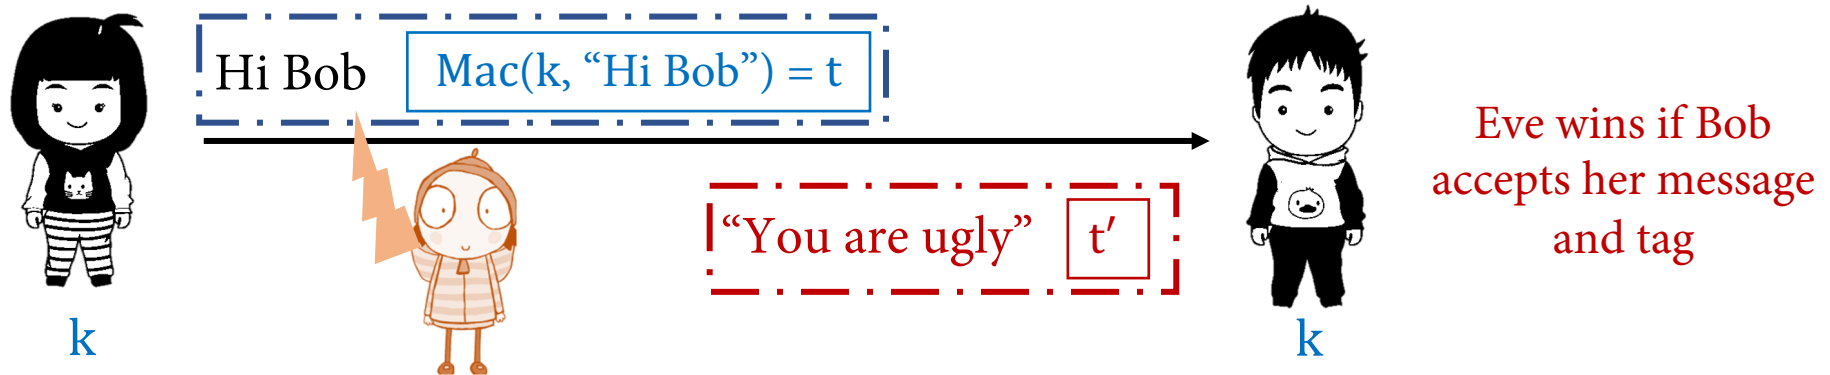 Hi Bob Mac(k, “Hi Bob”) = t
“You are ugly” t′
k
k
Eve wins if Bob
accepts her message
and tag